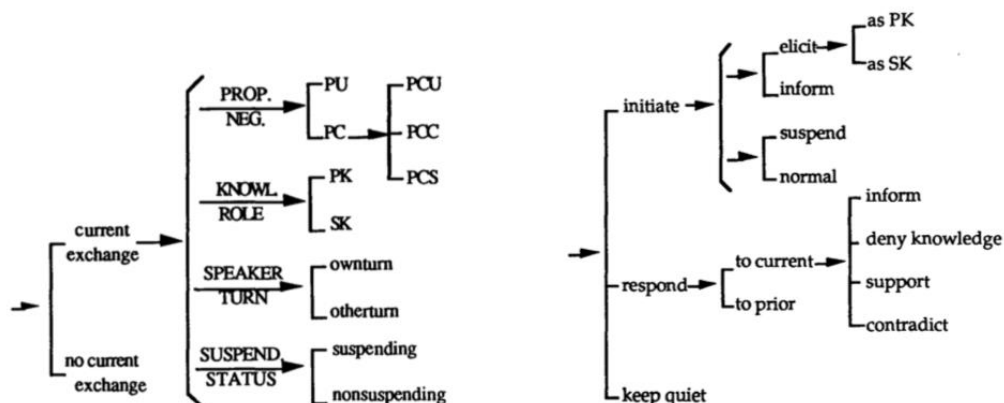 PROP.
NEG.
PU
PC
PCU
PCC
PCS
KNOWL.
ROLE
PK
SK
current
exchange
SPEAKER
TURN
ownturn
otherturn
no current
exchange
SUSPEND
STATUS
suspending
nonsuspending
initiate
elicit
as PK
as SK
inform
suspend
normal
respond
to current
to prior
inform
deny knowledge
support
contradict
keep quiet